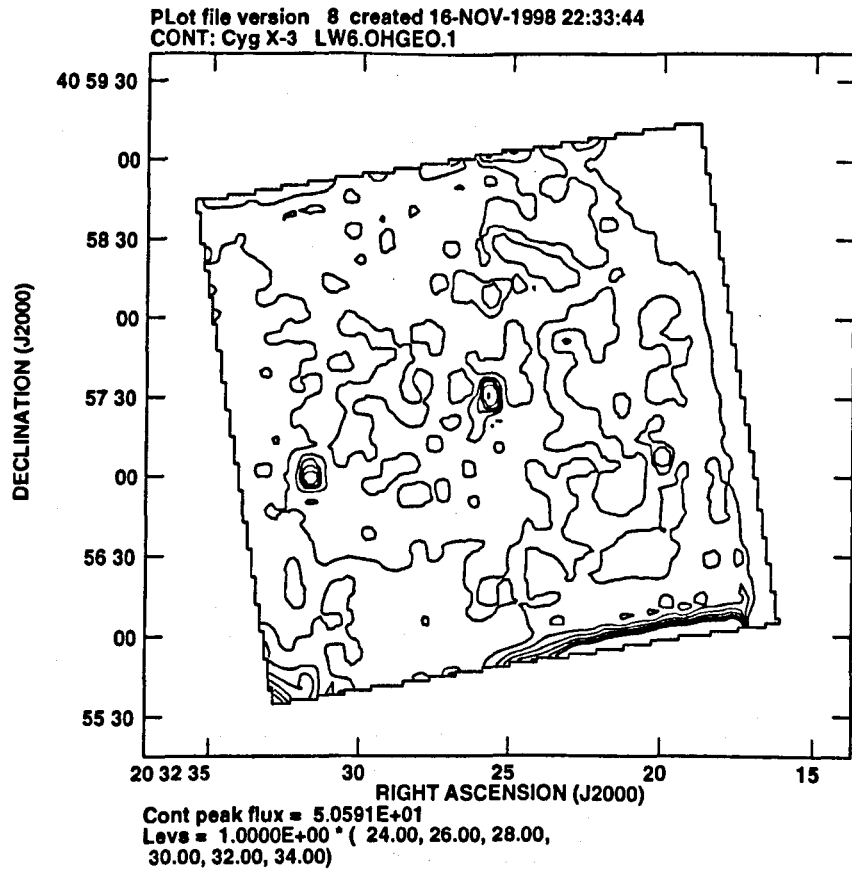 PLot file version 8 created 16-NOV-1998 22:33:44
CONT: Cyg X-3 LW6.OHGEO.1
40 59 30
00
58 30
00
57 30
00
56 30
00
55 30
DECLINATION (J2000)
20 32 35
30
25
20
15
RIGHT ASCENSION (J2000)
Cont peak flux = 5.0591E+01
Levs = 1.0000E+00 * ( 24.00, 26.00, 28.00,
30.00, 32.00, 34.00)